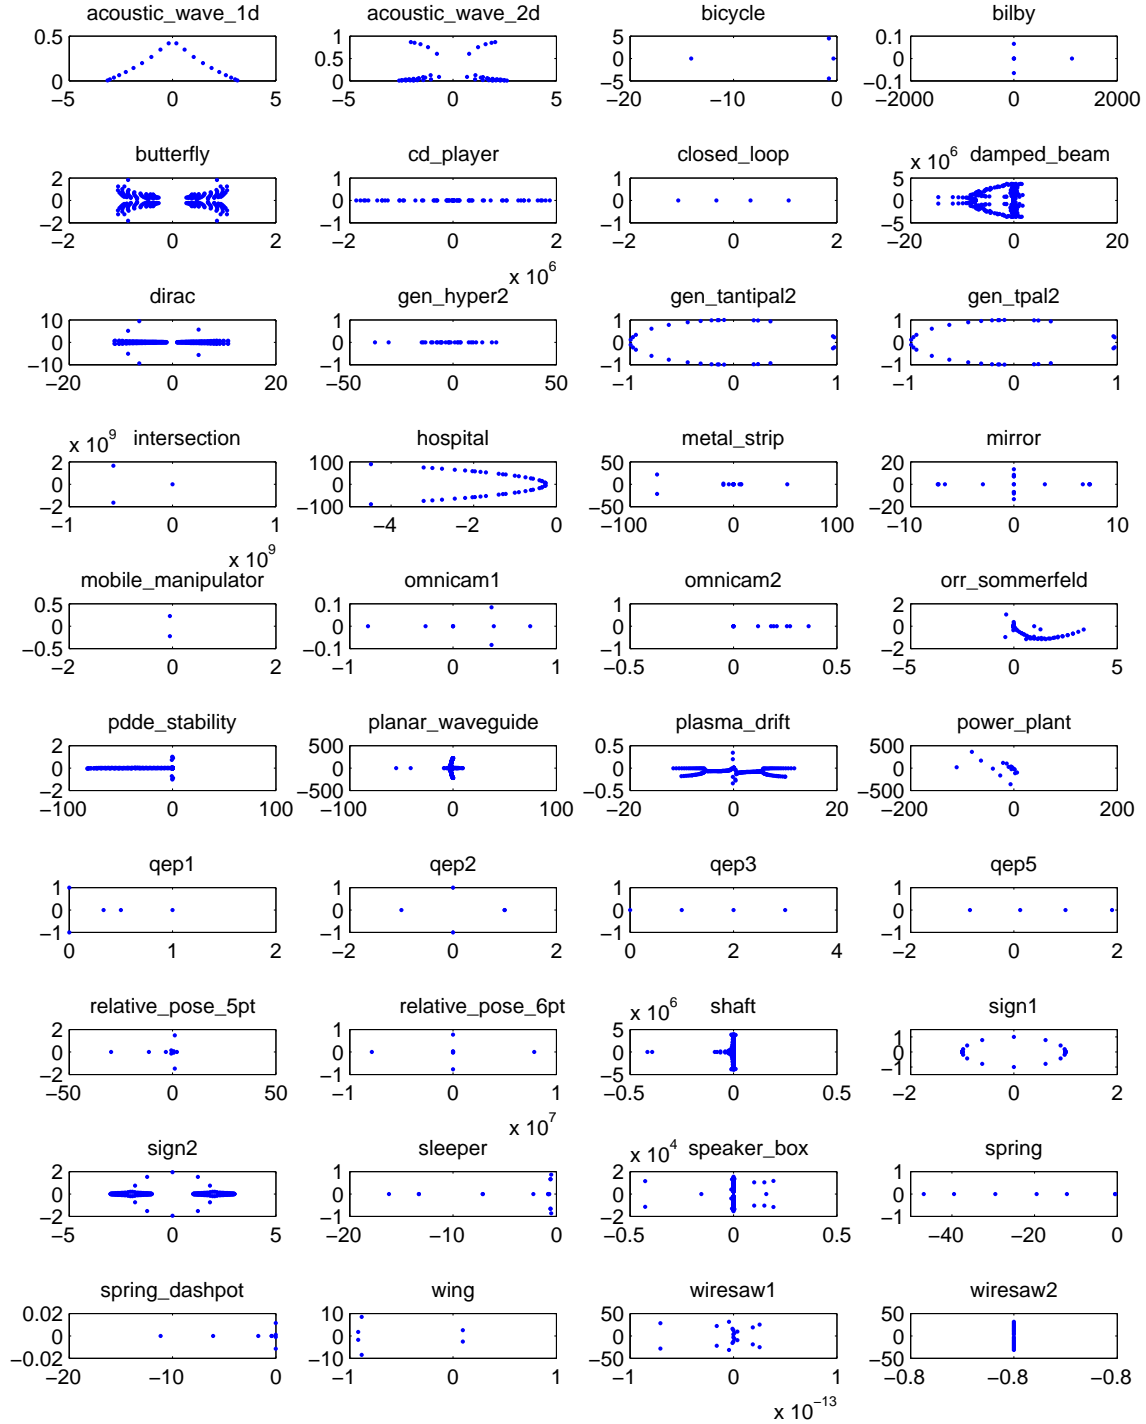 acoustic_wave_1d acoustic_wave_2d bicycle bilby
0.5 1 5 0.1
0.5 0 0
0 0 −5 −0.1
−5 0 5 −5 0 5 −20 −10 0 −2000 0 2000
butterfly cd_player closed_loop x 10^6 damped_beam
2 1 1 5
0 0 0 0
−2 −1 −1 −5
−2 0 2 −2 0 2 −2 0 2 −20 0 20
x 10^6
dirac gen_hyper2 gen_tantipal2 gen_tpal2
10 1 1 1
0 0 0 0
−10 −1 −1 −1
−20 0 20 −50 0 50 −1 0 1 −1 0 1
x 10^9 intersection hospital metal_strip mirror
2 100 50 20
0 0 0 0
−2 −100 −50 −20
−1 0 1 −4 −2 0 −100 0 100 −10 0 10
x 10^9
mobile_manipulator omnicam1 omnicam2 orr_sommerfeld
0.5 0.1 1 2
0 0 0 0
−0.5 −0.1 −1 −2
−2 0 2 −1 0 1 −0.5 0 0.5 −5 0 5
pdde_stability planar_waveguide plasma_drift power_plant
2 500 0.5 500
0 0 0 0
−2 −500 −0.5 −500
−100 0 100 −100 0 100 −20 0 20 −200 0 200
qep1 qep2 qep3 qep5
1 1 1 1
0 0 0 0
−1 −1 −1 −1
0 1 2 −2 0 2 0 2 4 −2 0 2
relative_pose_5pt relative_pose_6pt x 10^6 shaft sign1
2 1 5 1
0 0 0 0
−2 −1 −5 −1
−50 0 50 −1 0 1 −0.5 0 0.5 −2 0 2
x 10^7
sign2 sleeper x 10^4 speaker_box spring
2 1 2 1
0 0 0 0
−2 −1 −2 −1
−5 0 5 −20 −10 0 −0.5 0 0.5 −40 −20 0
spring_dashpot wing wiresaw1 wiresaw2
0.02 10 50 50
0 0 0 0
−0.02 −10 −50 −50
−20 −10 0 −1 0 1 −1 0 1 −0.8 −0.8 −0.8
x 10^−13